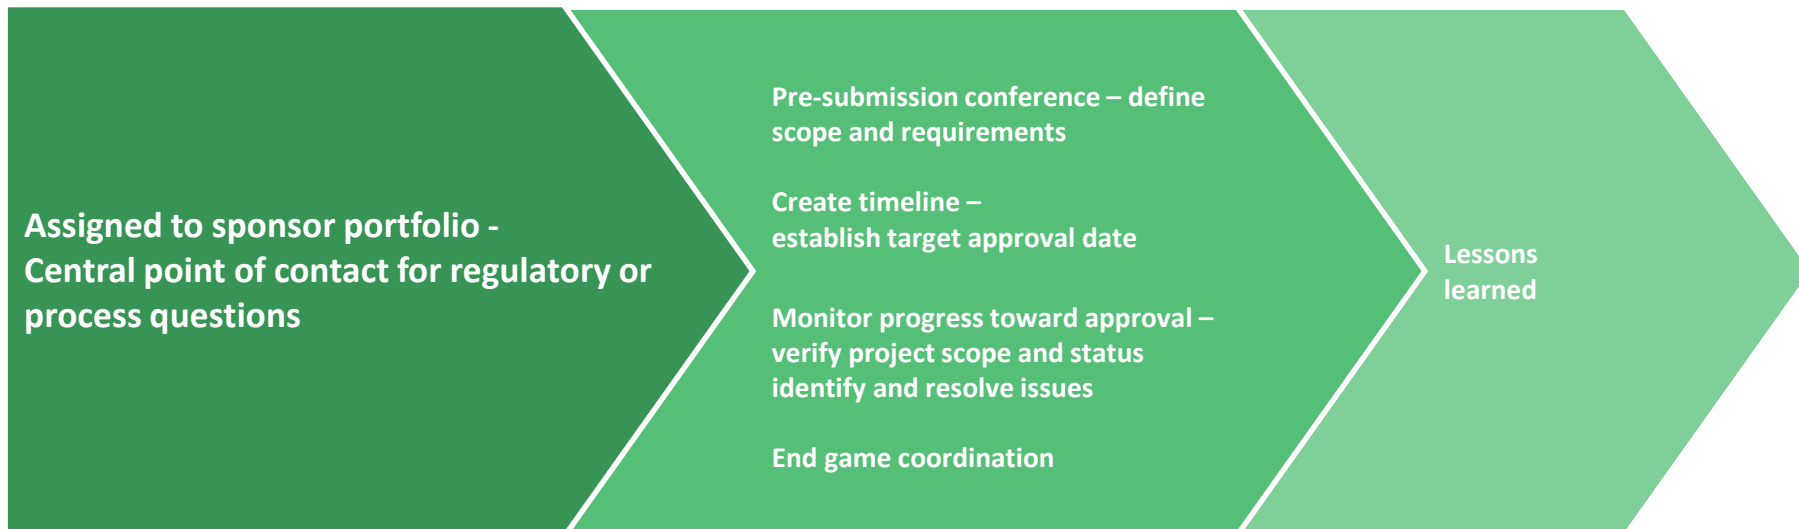 Assigned to sponsor portfolio -
Central point of contact for regulatory or
process questions
Pre-submission conference – define
scope and requirements
Create timeline –
establish target approval date
Monitor progress toward approval –
verify project scope and status
identify and resolve issues
End game coordination
Lessons
learned